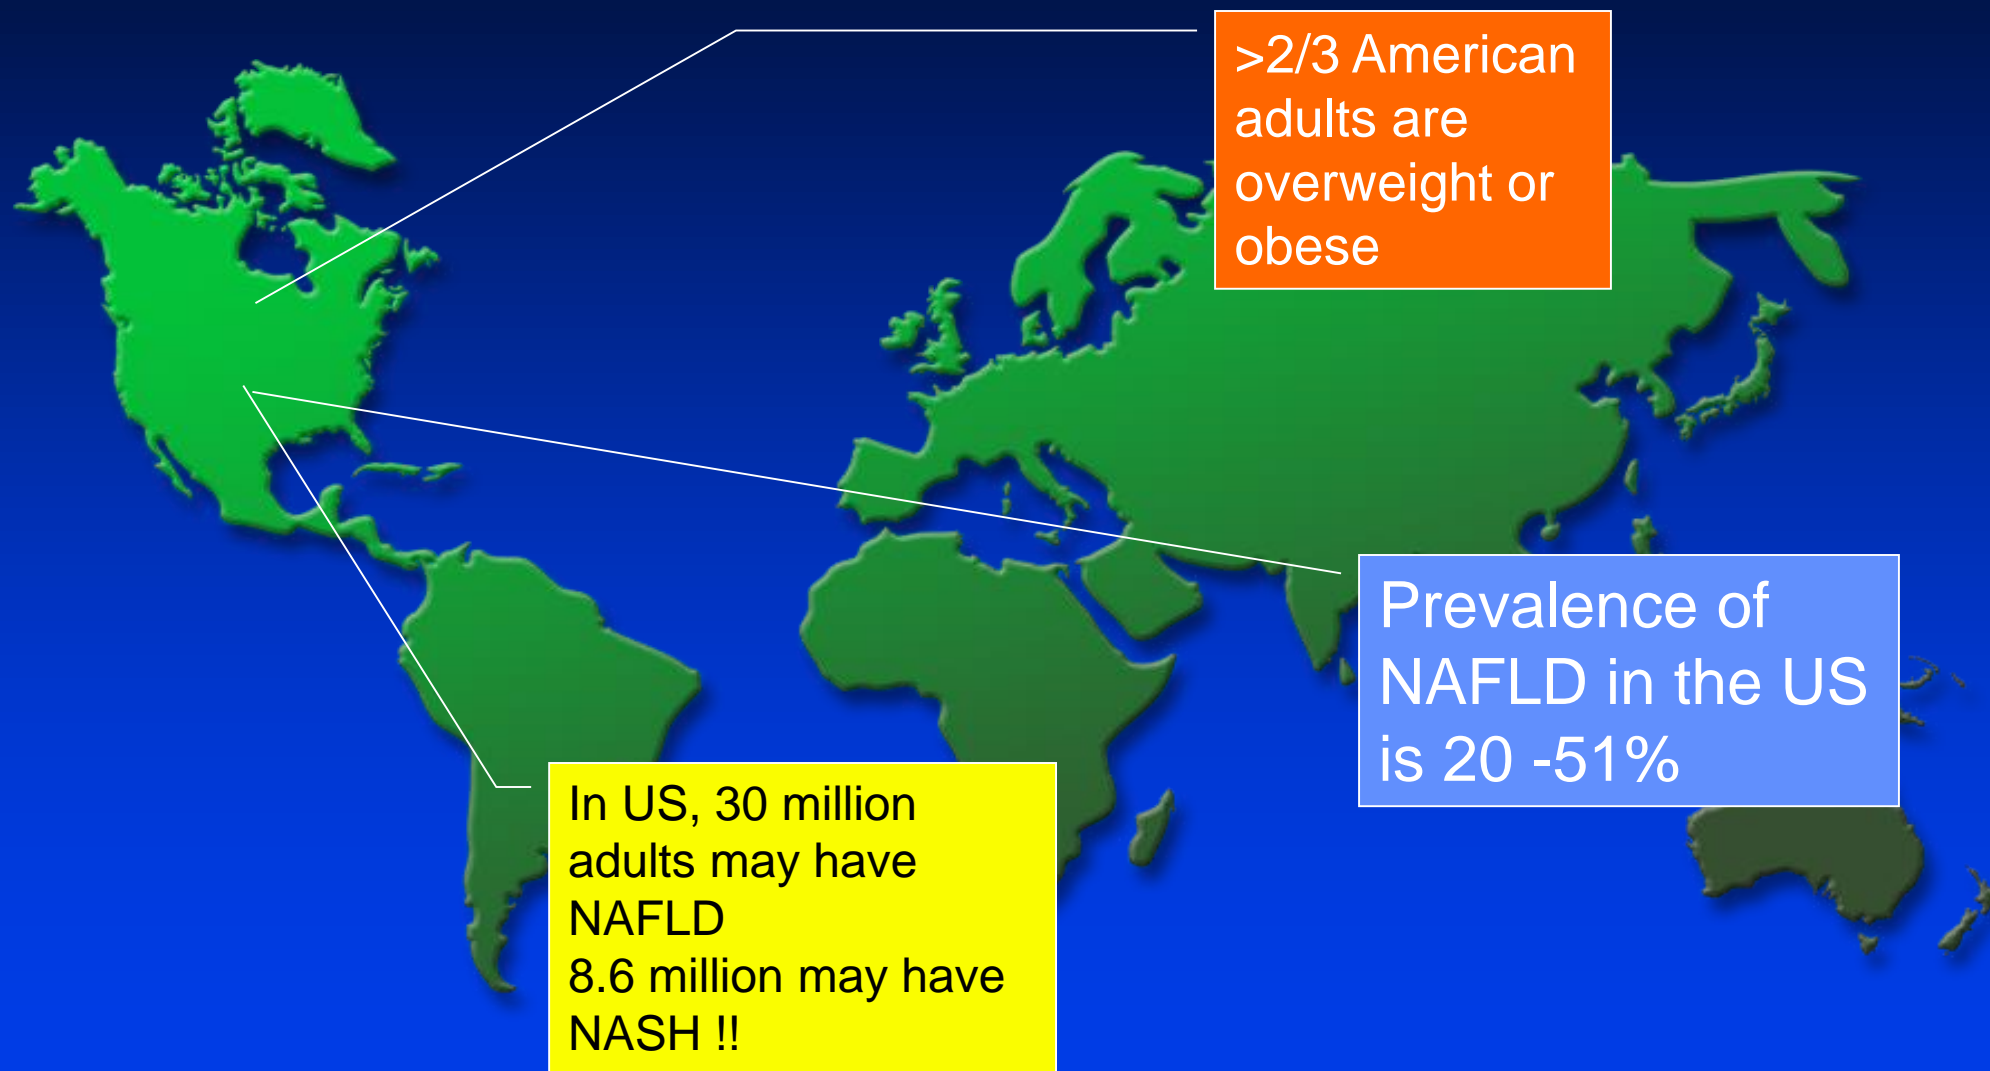 >2/3 American
adults are
overweight or
obese
Prevalence of
NAFLD in the US
is 20 -51%
In US, 30 million
adults may have
NAFLD
8.6 million may have
NASH !!